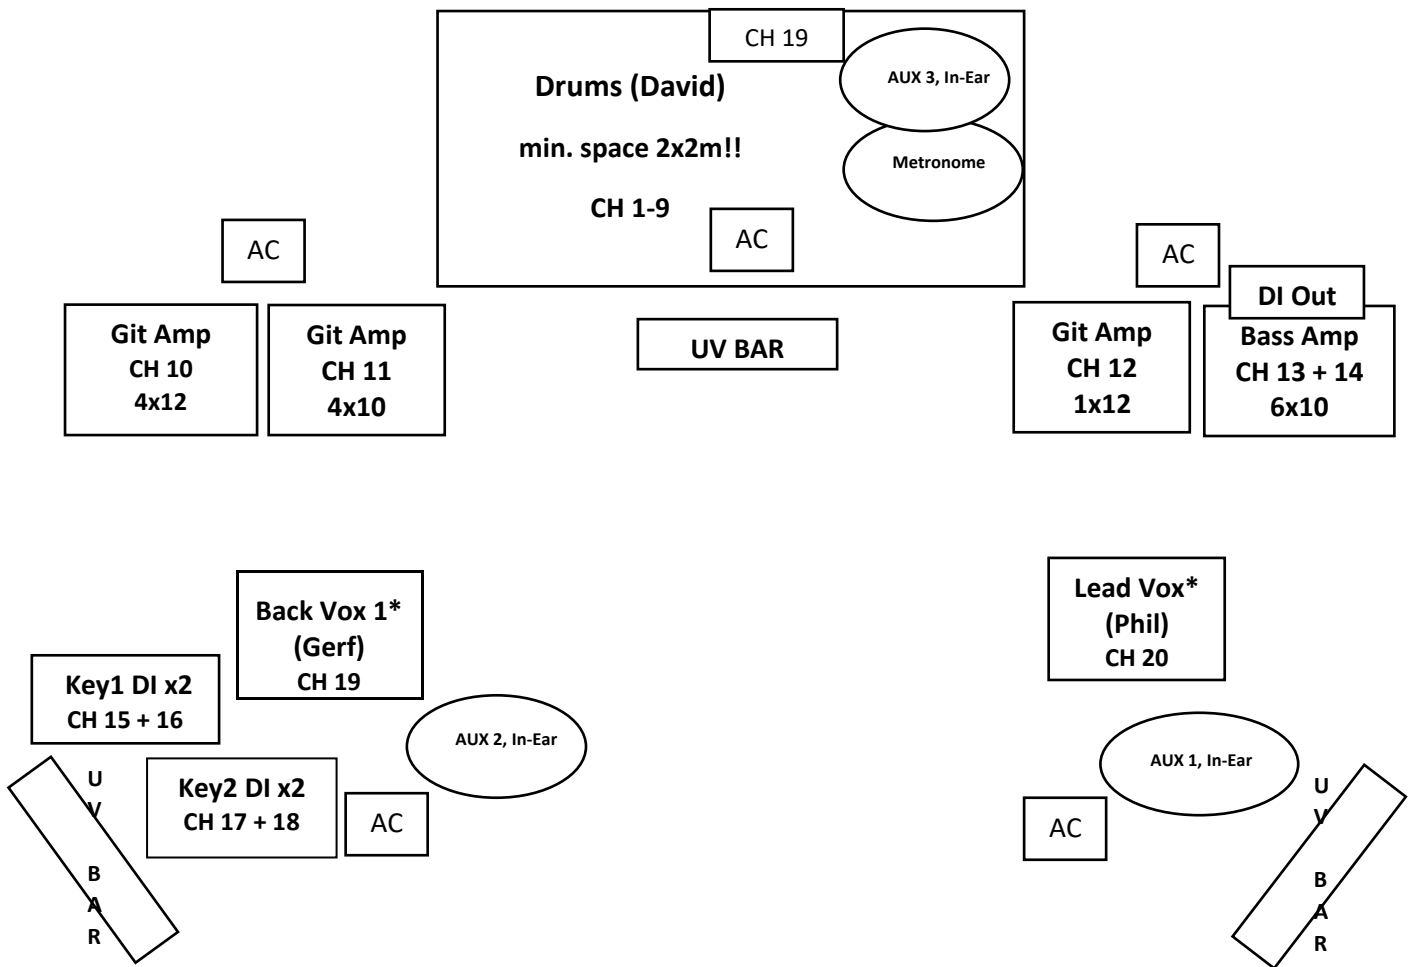 CH 19
AUX 3, In-Ear
Drums (David)
min. space 2x2m!!
Metronome
CH 1-9
AC
AC
AC
DI Out
Git Amp
CH 10
4x12
Git Amp
CH 11
4x10
UV BAR
Git Amp
CH 12
1x12
Bass Amp
CH 13 + 14
6x10
Back Vox 1*
(Gerf)
CH 19
Lead Vox*
(Phil)
CH 20
Key1 DI x2
CH 15 + 16
AUX 2, In-Ear
AUX 1, In-Ear
U
V
B
A
R
Key2 DI x2
CH 17 + 18
AC
AC
U
V
B
A
R